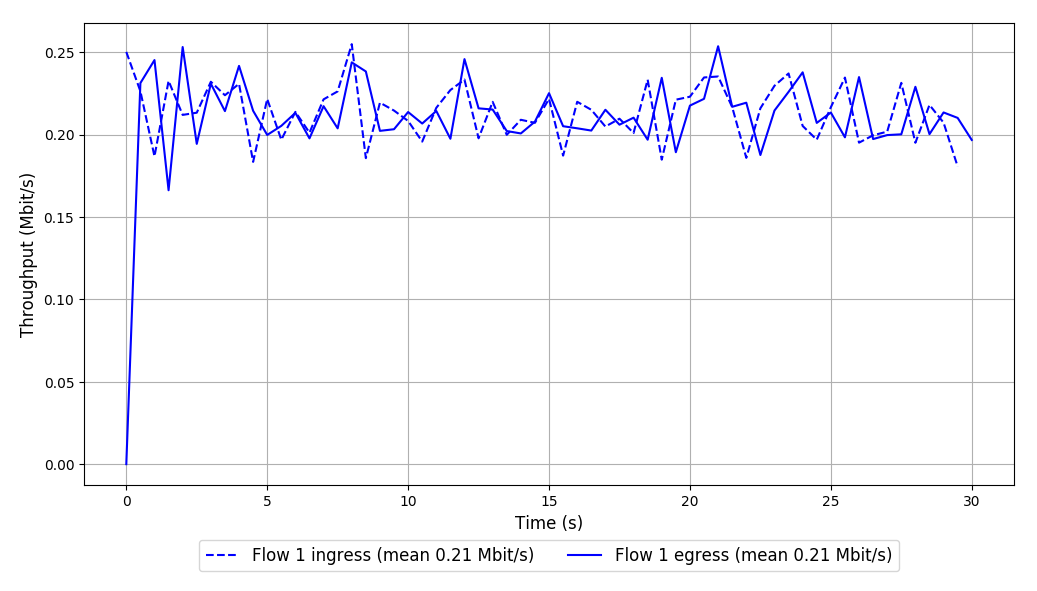 Throughput (Mbit/s)
0.25
0.20
0.15
0.10
0.05
0.00
0 5 10 15 20 25 30
Time (s)
Flow 1 ingress (mean 0.21 Mbit/s) Flow 1 egress (mean 0.21 Mbit/s)